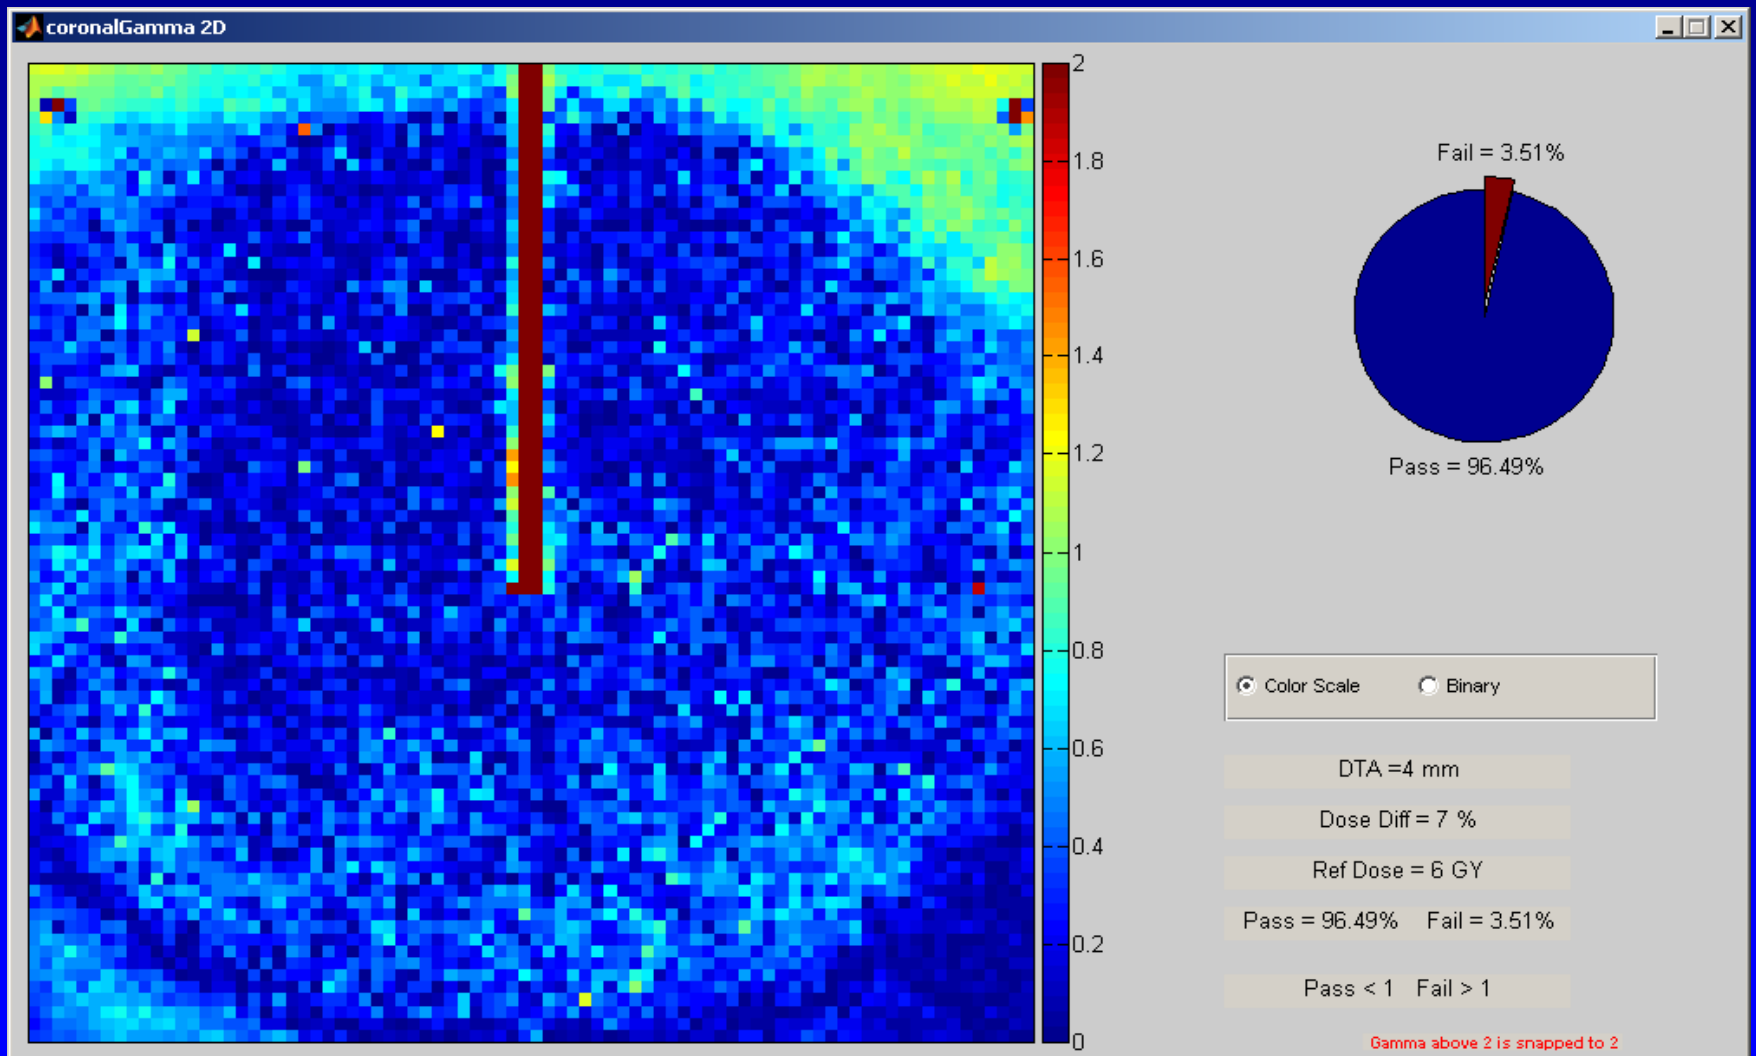 coronalGamma 2D
2
1.8
1.6
1.4
1.2
1
0.8
0.6
0.4
0.2
0
Fail = 3.51%
Pass = 96.49%
Color Scale Binary
DTA =4 mm
Dose Diff = 7 %
Ref Dose = 6 GY
Pass = 96.49% Fail = 3.51%
Pass < 1 Fail > 1
Gamma above 2 is snapped to 2